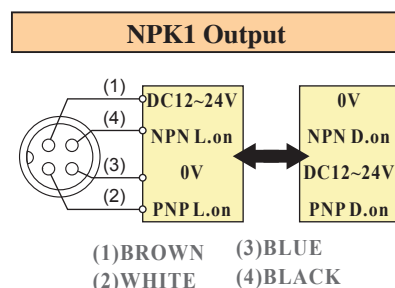 NPK1 Output
(1)
DC12~24V
0V
(4)
NPN L.on
NPN D.on
(3)
0V
DC12~24V
(2)
PNP L.on
PNP D.on
(1)BROWN
(3)BLUE
(2)WHITE
(4)BLACK